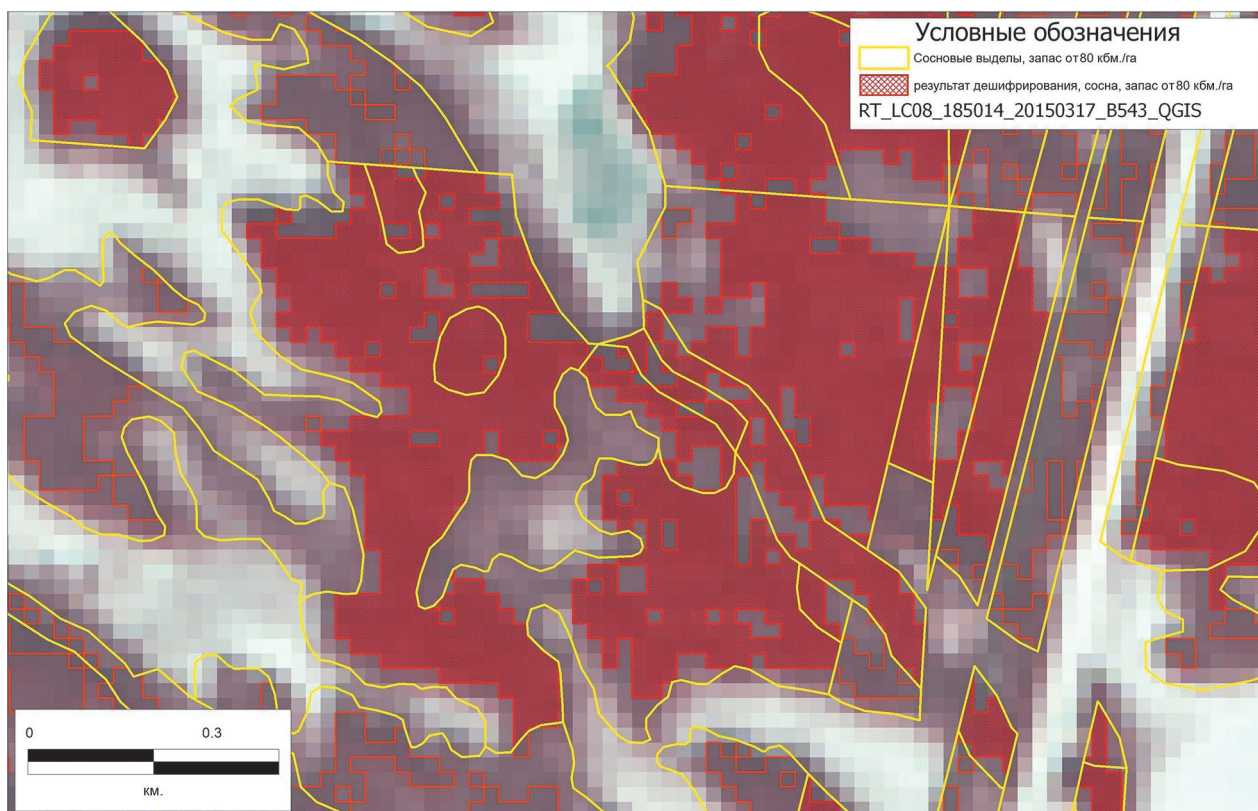 Условные обозначения
Сосновые выделы, запас от 80 кбм./га
результат дешифрирования, сосна, запас от 80 кбм./га
RT_LC08_185014_20150317_B543_QGIS
0 0.3
км.